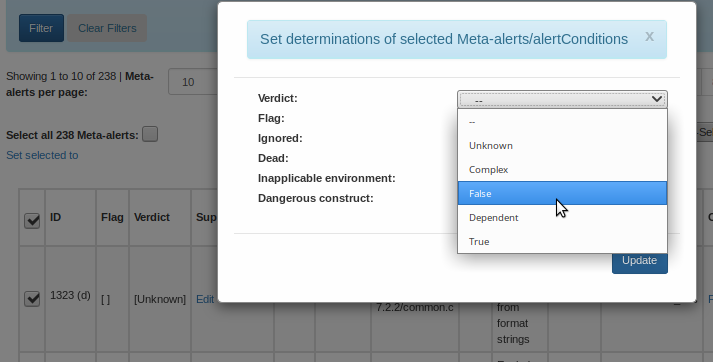 Filter
Clear Filters
Set determinations of selected Meta-alerts/alertConditions
X
Showing 1 to 10 of 238 | Meta-
alerts per page:
10
Select all 238 Meta-alerts:
Set selected to
Verdict:
--
Flag:
Ignored:
Dead:
Inapplicable environment:
Dangerous construct:
--
Unknown
Complex
False
Dependent
True
Update
ID
Flag
Verdict
1323 (d)
[ ]
[Unknown]
Edit
7.2.2/common.c
from
format
strings